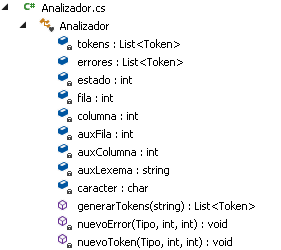 C# Analizador.cs
Analizador
tokens : List<Token>
errores : List<Token>
estado : int
fila : int
columna : int
auxFila : int
auxColumna : int
auxLexema : string
caracter : char
generarTokens(string) : List<Token>
nuevoError(Tipo, int, int) : void
nuevoToken(Tipo, int, int) : void